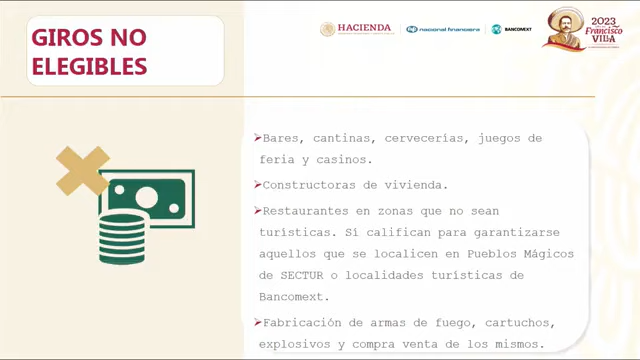 GIROS NO
ELEGIBLES
HACIENDA
nacional financiera
BANCOMEXT
2023
Francisco
VILLA
Bares, cantinas, cervecerías, juegos de
feria y casinos.
Constructoras de vivienda.
Restaurantes en zonas que no sean
turísticas. Sí califican para garantizarse
aquellos que se localicen en Pueblos Mágicos
de SECTUR o localidades turísticas de
Bancomext.
Fabricación de armas de fuego, cartuchos,
explosivos y compra venta de los mismos.